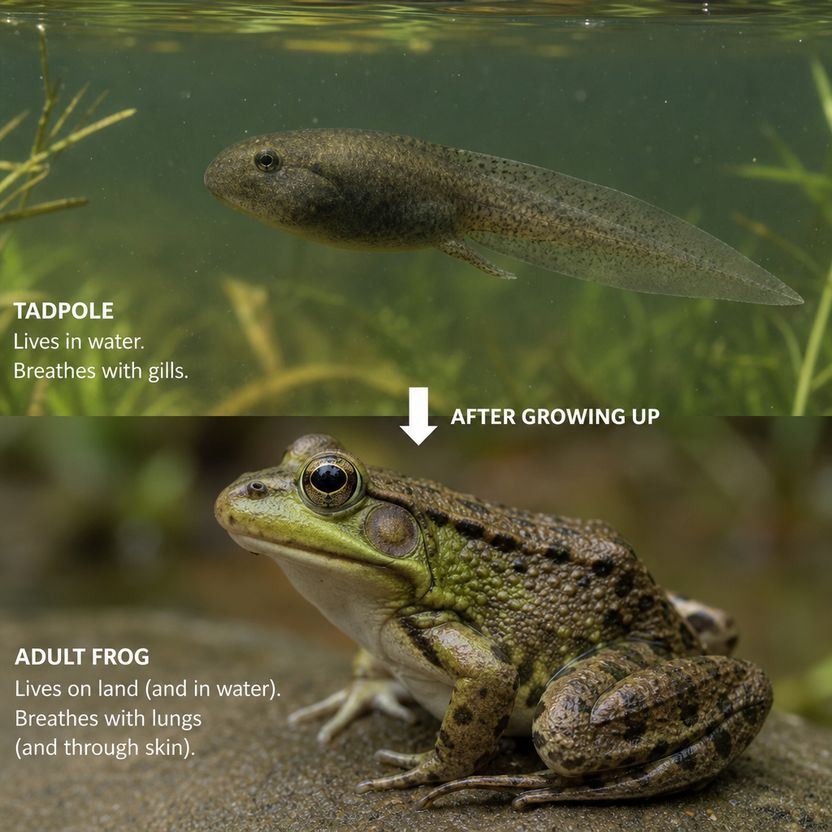 TADPOLE
Lives in water.
Breathes with gills.
AFTER GROWING UP
ADULT FROG
Lives on land (and in water).
Breathes with lungs
(and through skin).